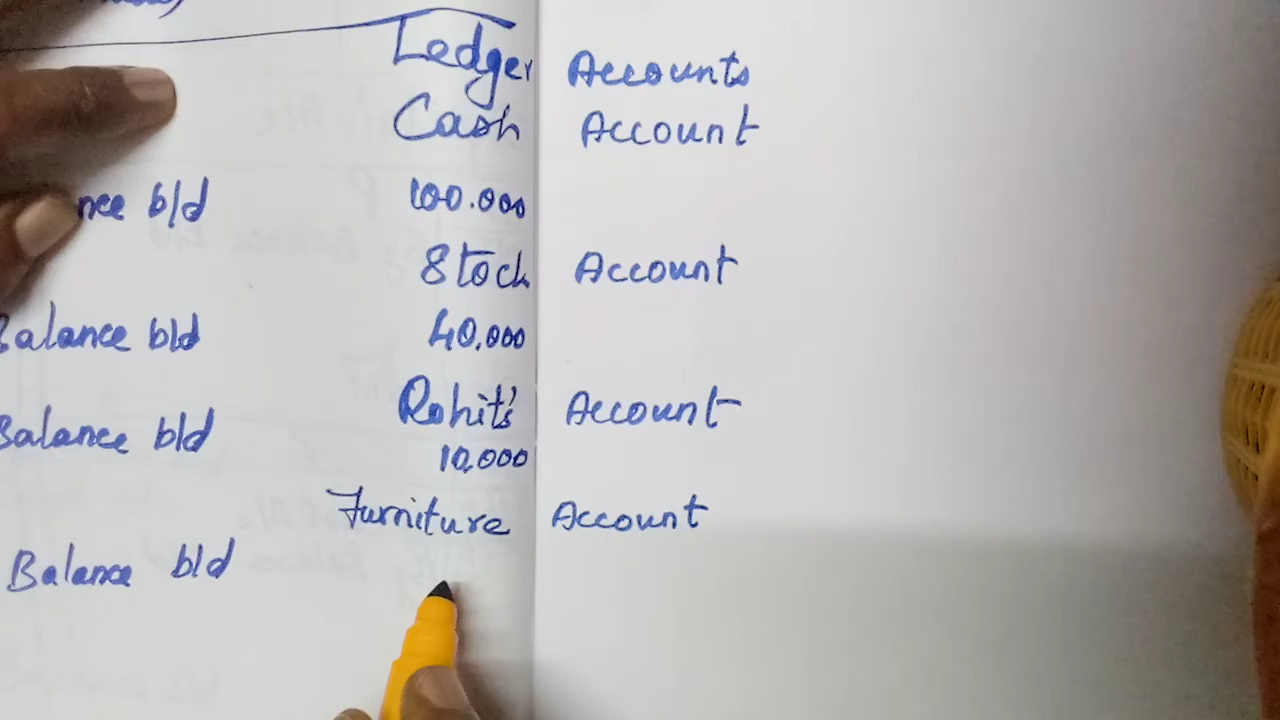 Ledger Accounts
Cash Account
nce b/d 100.000
Stock Account
Balance b/d 40,000
Rohit's Account
Balance b/d 10,000
Furniture Account
Balance b/d